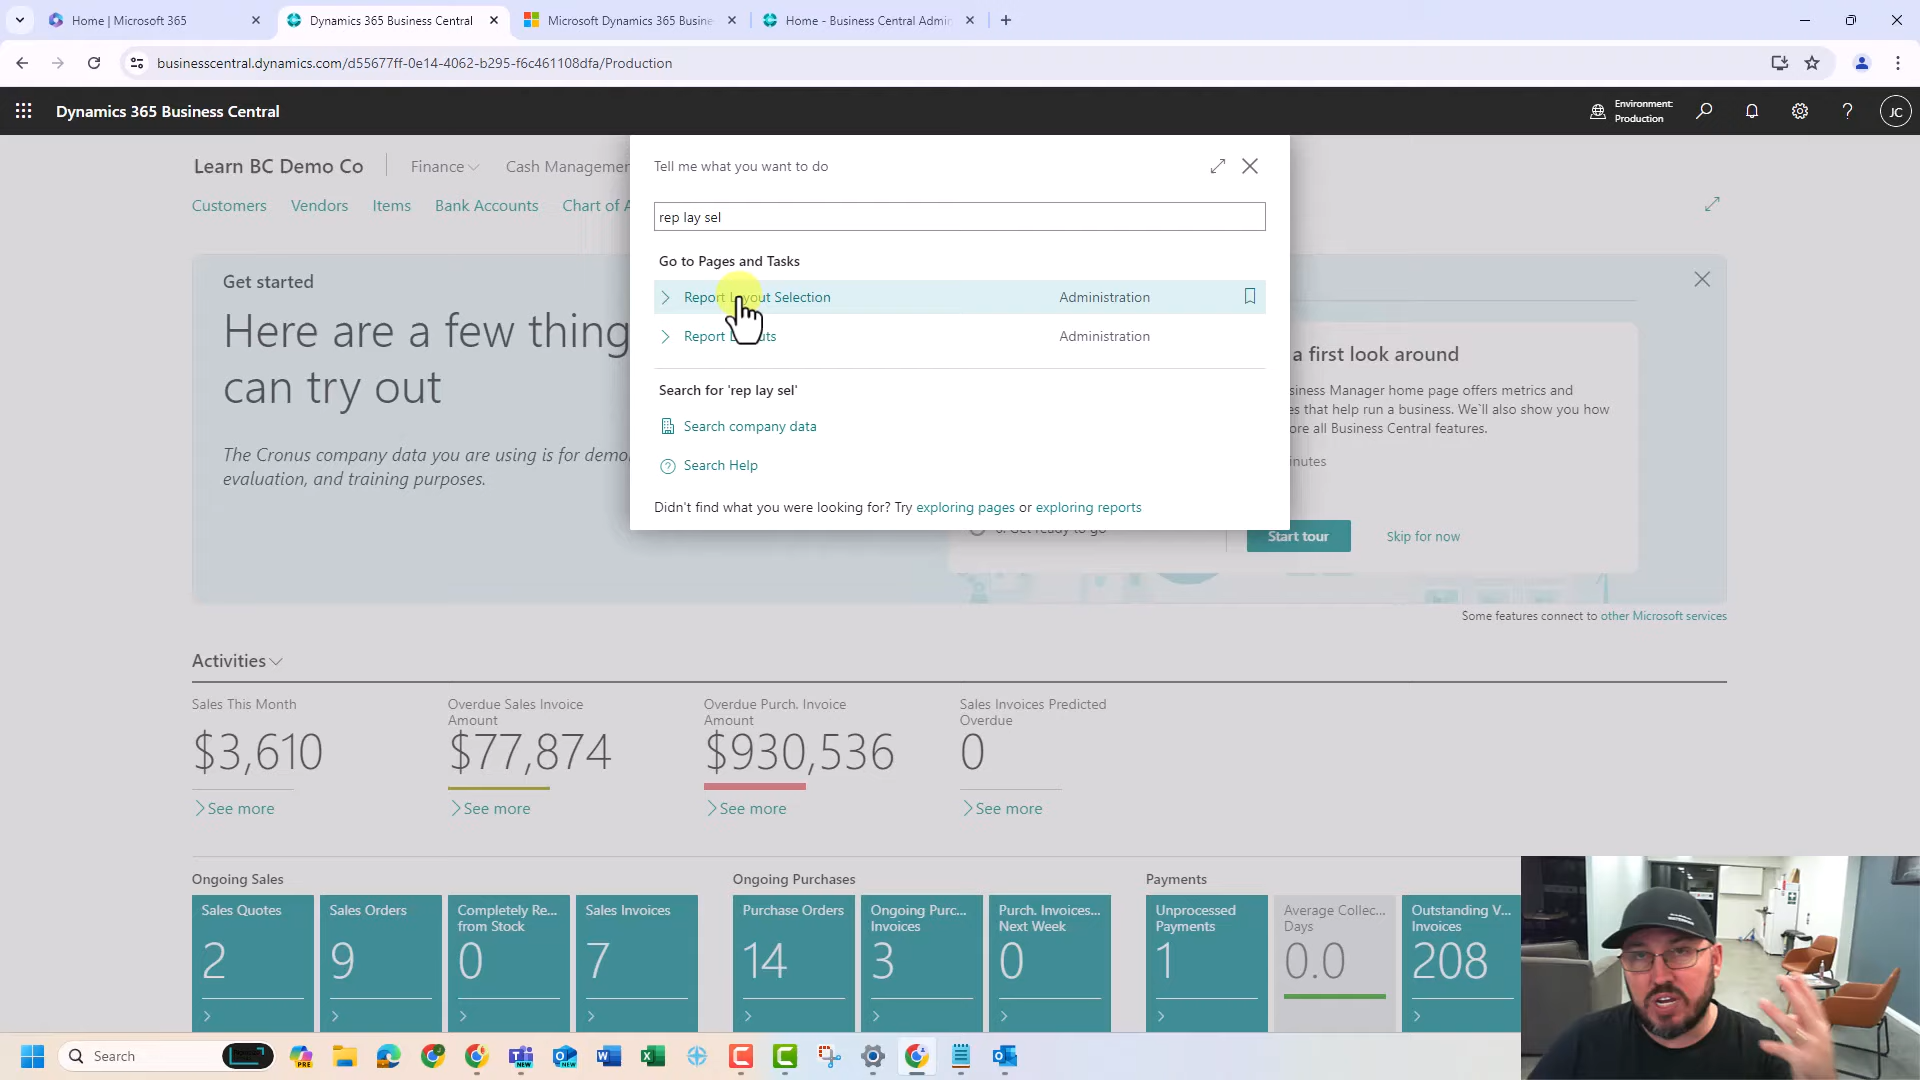 Home | Microsoft 365
Dynamics 365 Business Central
Microsoft Dynamics 365 Busine
Home - Business Central Admin
businesscentral.dynamics.com/d55677ff-0e14-4062-b295-f6c461108dfa/Production
Dynamics 365 Business Central
Environment:
Production
JC
Learn BC Demo Co
Finance
Cash Managemen
Customers
Vendors
Items
Bank Accounts
Chart of A
Tell me what you want to do
rep lay sel
Go to Pages and Tasks
Report Layout Selection
Administration
Report
Administration
Search for 'rep lay sel'
Search company data
Search Help
Didn't find what you were looking for? Try exploring pages or exploring reports
Get started
Here are a few thing
can try out
The Cronus company data you are using is for demo
evaluation, and training purposes.
a first look around
siness Manager home page offers metrics and
es that help run a business. We`ll also show you how
ore all Business Central features.
inutes
Start tour
Skip for now
Some features connect to other Microsoft services
Activities
Sales This Month
$3,610
See more
Overdue Sales Invoice
Amount
$77,874
See more
Overdue Purch. Invoice
Amount
$930,536
See more
Sales Invoices Predicted
Overdue
0
See more
Ongoing Sales
Sales Quotes
2
Sales Orders
9
Completely Re...
from Stock
0
Sales Invoices
7
Ongoing Purchases
Purchase Orders
14
Ongoing Purc...
Invoices
3
Purch. Invoices...
Next Week
0
Payments
Unprocessed
Payments
1
Average Collec...
Days
0.0
Outstanding V...
Invoices
208
Search
PRE
NEW
NEW